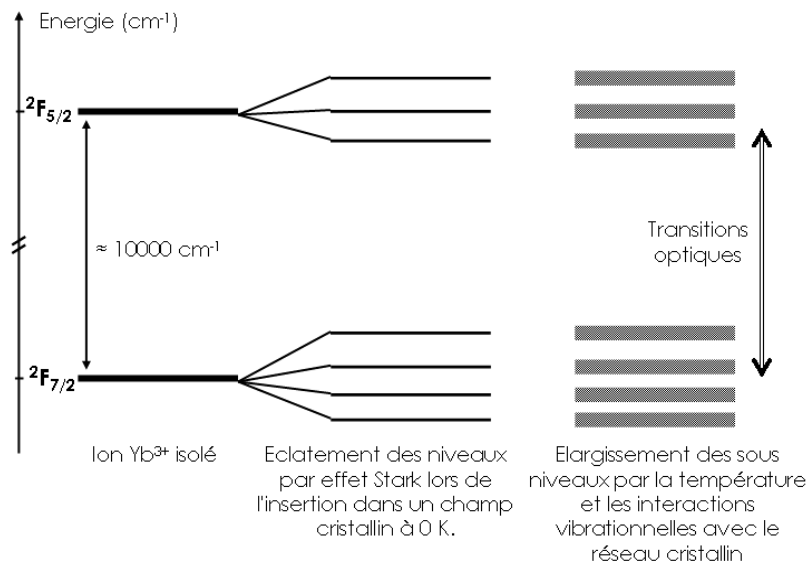 Energie (cm⁻¹)
²F₅/₂
≈ 10000 cm⁻¹
Transitions
optiques
²F₇/₂
Ion Yb³⁺ isolé
Eclatement des niveaux
par effet Stark lors de
l'insertion dans un champ
cristallin à 0 K.
Elargissement des sous
niveaux par la température
et les interactions
vibrationnelles avec le
réseau cristallin